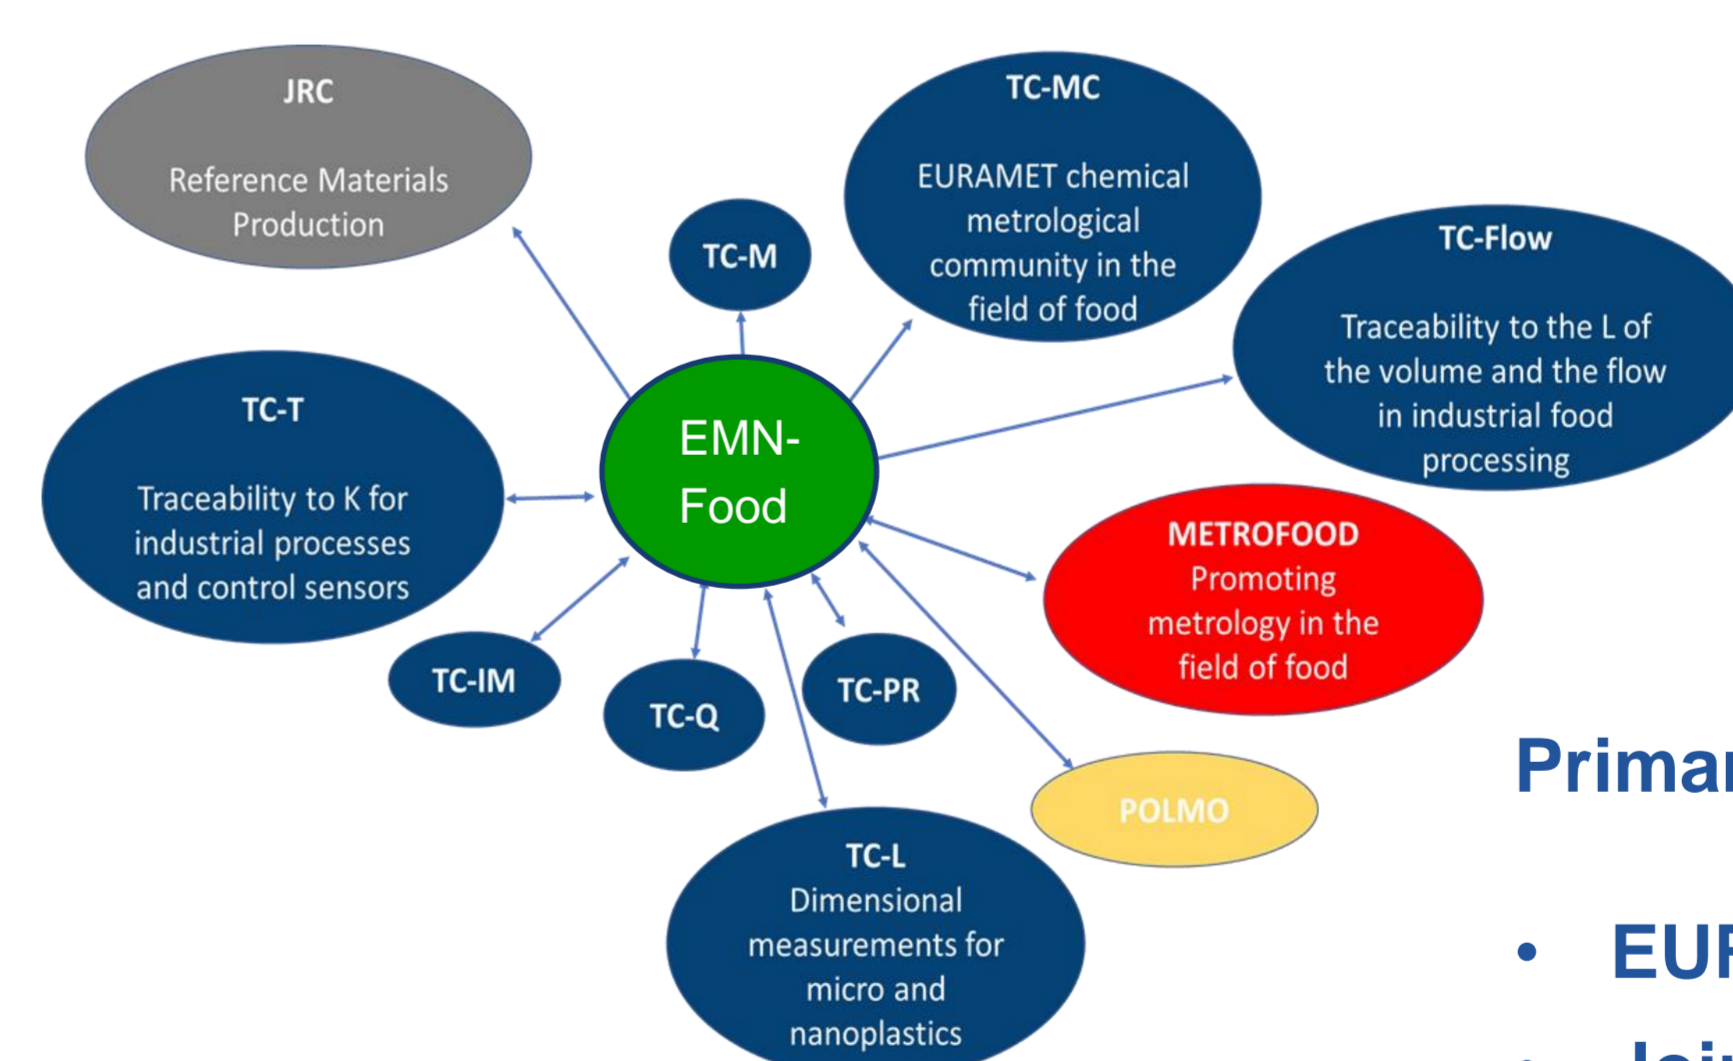 JRC
Reference Materials
Production
TC-M
TC-MC
EURAMET chemical
metrological
community in the
field of food
TC-Flow
Traceability to the L of
the volume and the flow
in industrial food
processing
EMN-
Food
TC-T
Traceability to K for
industrial processes
and control sensors
METROFOOD
Promoting
metrology in the
field of food
TC-IM
TC-Q
TC-PR
POLMO
TC-L
Dimensional
measurements for
micro and
nanoplastics
Primar
• EUR